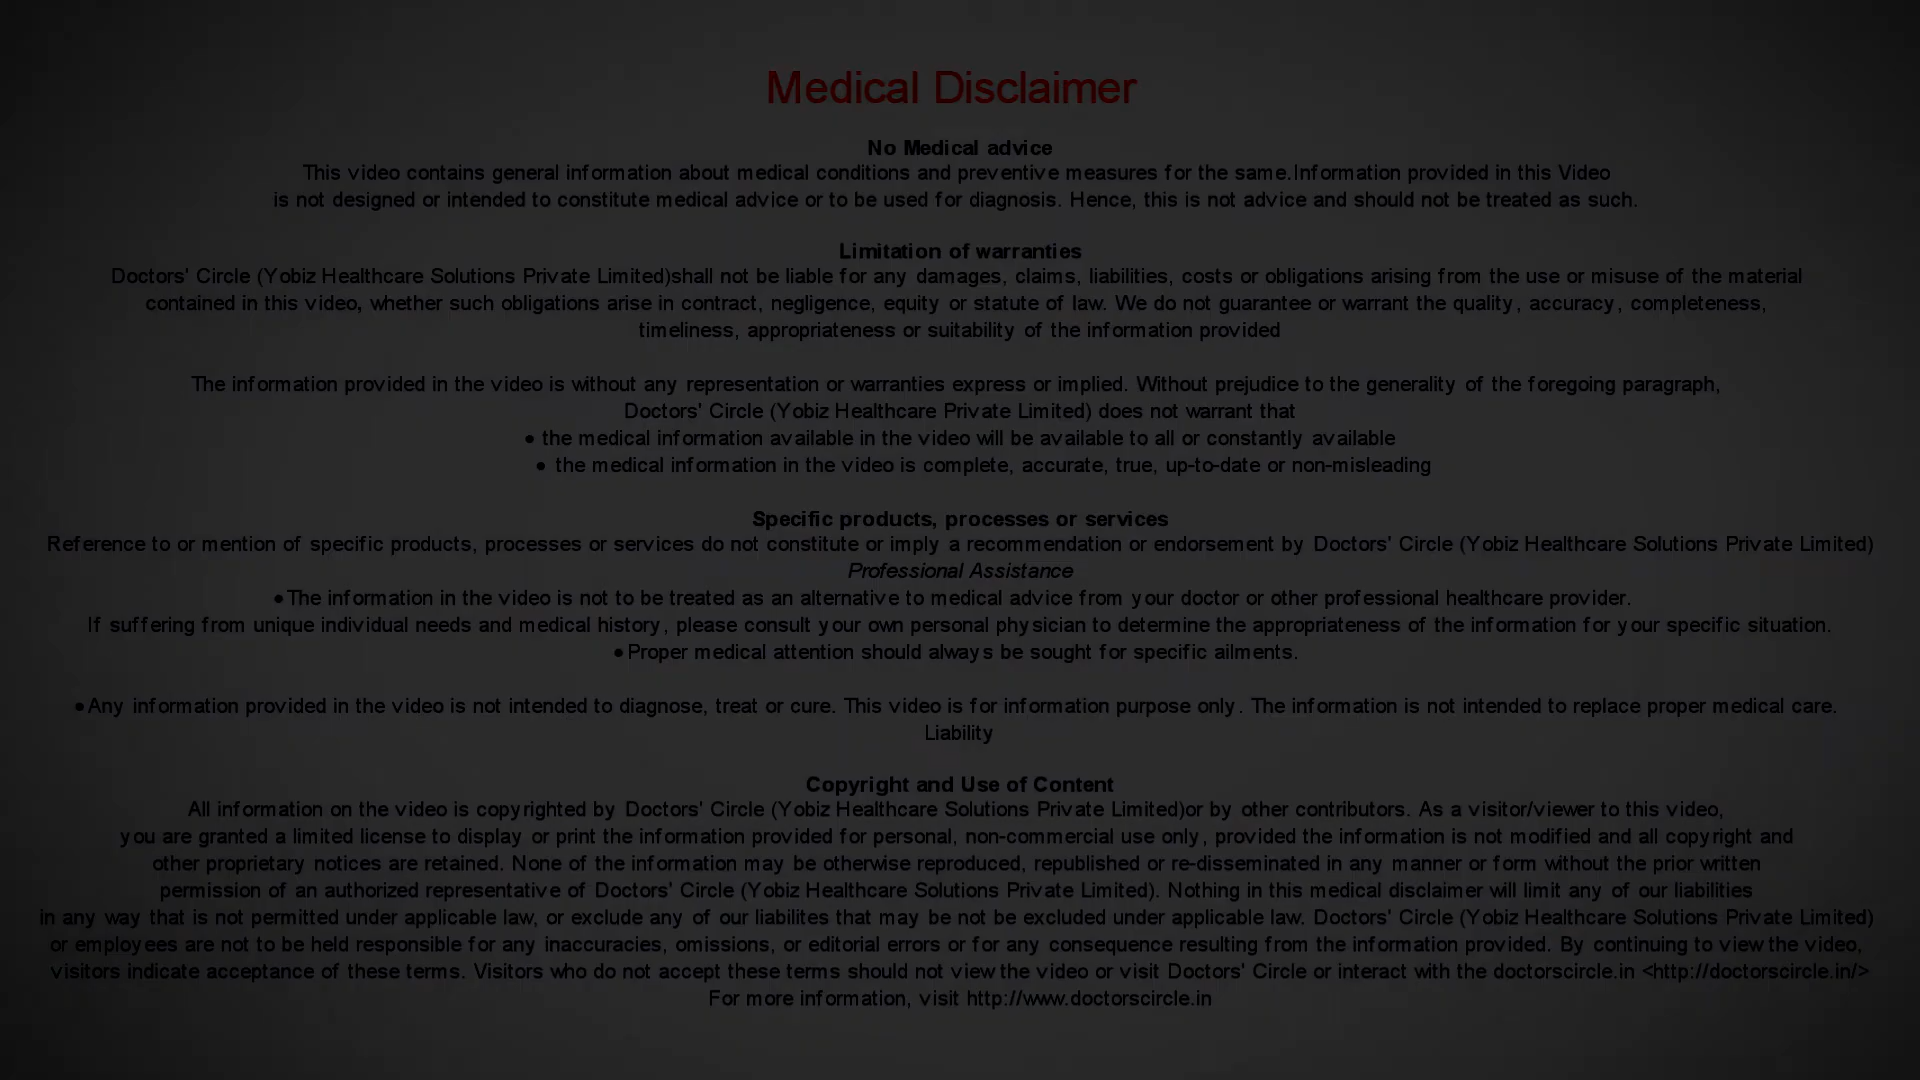 Medical Disclaimer
No Medical advice
This video contains general information about medical conditions and preventive measures for the same.Information provided in this Video
is not designed or intended to constitute medical advice or to be used for diagnosis. Hence, this is not advice and should not be treated as such.
Limitation of warranties
Doctors' Circle (Yobiz Healthcare Solutions Private Limited)shall not be liable for any damages, claims, liabilities, costs or obligations arising from the use or misuse of the material
contained in this video, whether such obligations arise in contract, negligence, equity or statute of law. We do not guarantee or warrant the quality, accuracy, completeness,
timeliness, appropriateness or suitability of the information provided
The information provided in the video is without any representation or warranties express or implied. Without prejudice to the generality of the foregoing paragraph,
Doctors' Circle (Yobiz Healthcare Private Limited) does not warrant that
● the medical information available in the video will be available to all or constantly available
● the medical information in the video is complete, accurate, true, up-to-date or non-misleading
Specific products, processes or services
Reference to or mention of specific products, processes or services do not constitute or imply a recommendation or endorsement by Doctors' Circle (Yobiz Healthcare Solutions Private Limited)
Professional Assistance
●The information in the video is not to be treated as an alternative to medical advice from your doctor or other professional healthcare provider.
If suffering from unique individual needs and medical history, please consult your own personal physician to determine the appropriateness of the information for your specific situation.
●Proper medical attention should always be sought for specific ailments.
●Any information provided in the video is not intended to diagnose, treat or cure. This video is for information purpose only. The information is not intended to replace proper medical care.
Liability
Copyright and Use of Content
All information on the video is copyrighted by Doctors' Circle (Yobiz Healthcare Solutions Private Limited)or by other contributors. As a visitor/viewer to this video,
you are granted a limited license to display or print the information provided for personal, non-commercial use only, provided the information is not modified and all copyright and
other proprietary notices are retained. None of the information may be otherwise reproduced, republished or re-disseminated in any manner or form without the prior written
permission of an authorized representative of Doctors' Circle (Yobiz Healthcare Solutions Private Limited). Nothing in this medical disclaimer will limit any of our liabilities
in any way that is not permitted under applicable law, or exclude any of our liabilites that may be not be excluded under applicable law. Doctors' Circle (Yobiz Healthcare Solutions Private Limited)
or employees are not to be held responsible for any inaccuracies, omissions, or editorial errors or for any consequence resulting from the information provided. By continuing to view the video,
visitors indicate acceptance of these terms. Visitors who do not accept these terms should not view the video or visit Doctors' Circle or interact with the doctorscircle.in <http://doctorscircle.in/>
For more information, visit http://www.doctorscircle.in